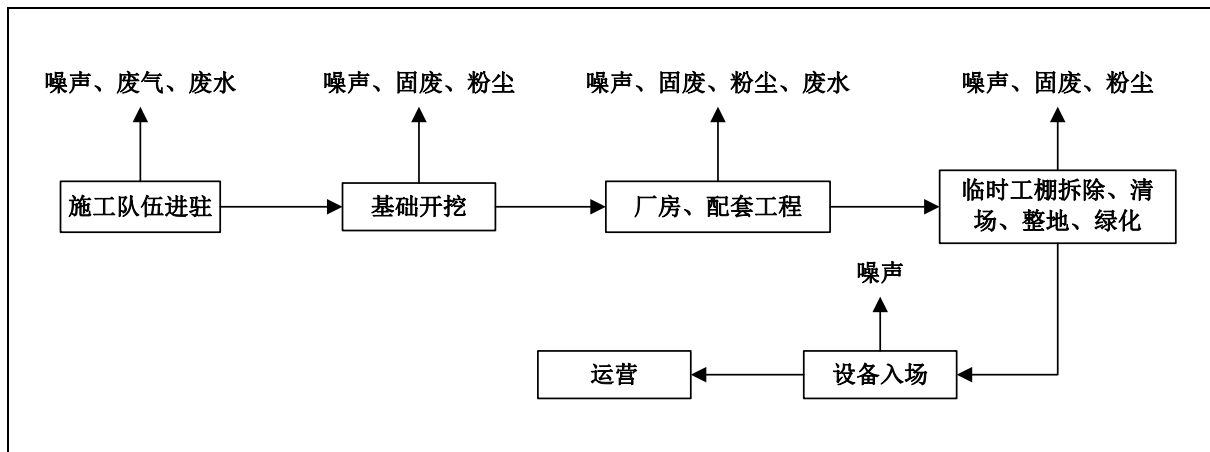 噪声、废气、废水
噪声、固废、粉尘
噪声、固废、粉尘、废水
噪声、固废、粉尘
施工队伍进驻
基础开挖
厂房、配套工程
临时工棚拆除、清
场、整地、绿化
噪声
运营
设备入场